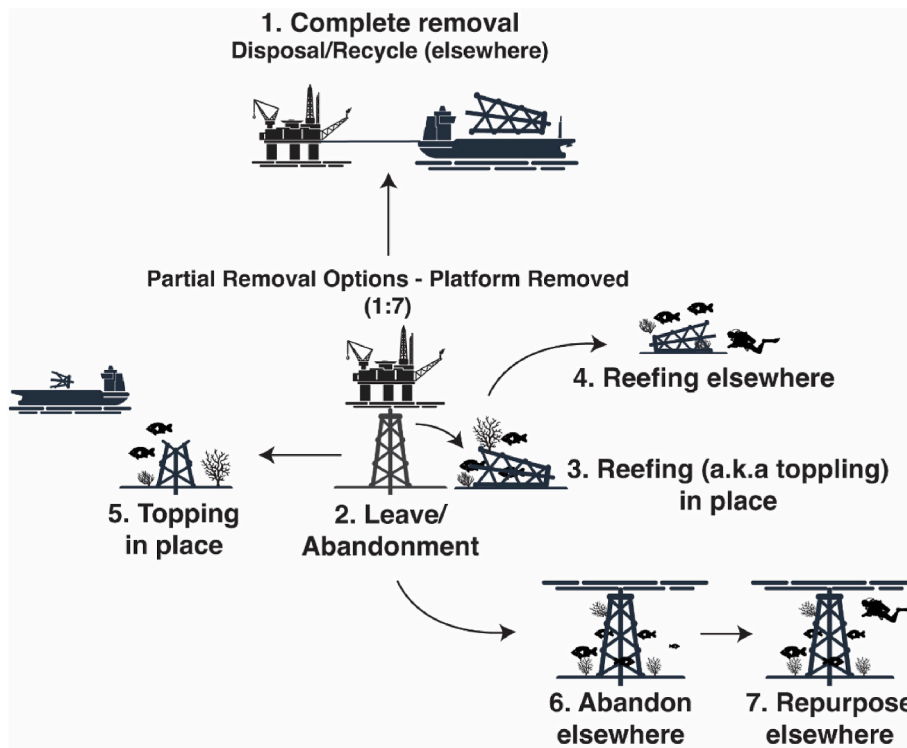 1. Complete removal
Disposal/Recycle (elsewhere)
Partial Removal Options - Platform Removed
(1:7)
4. Reefing elsewhere
3. Reefing (a.k.a toppling)
in place
5. Topping
in place
2. Leave/
Abandonment
6. Abandon
elsewhere
7. Repurpose
elsewhere